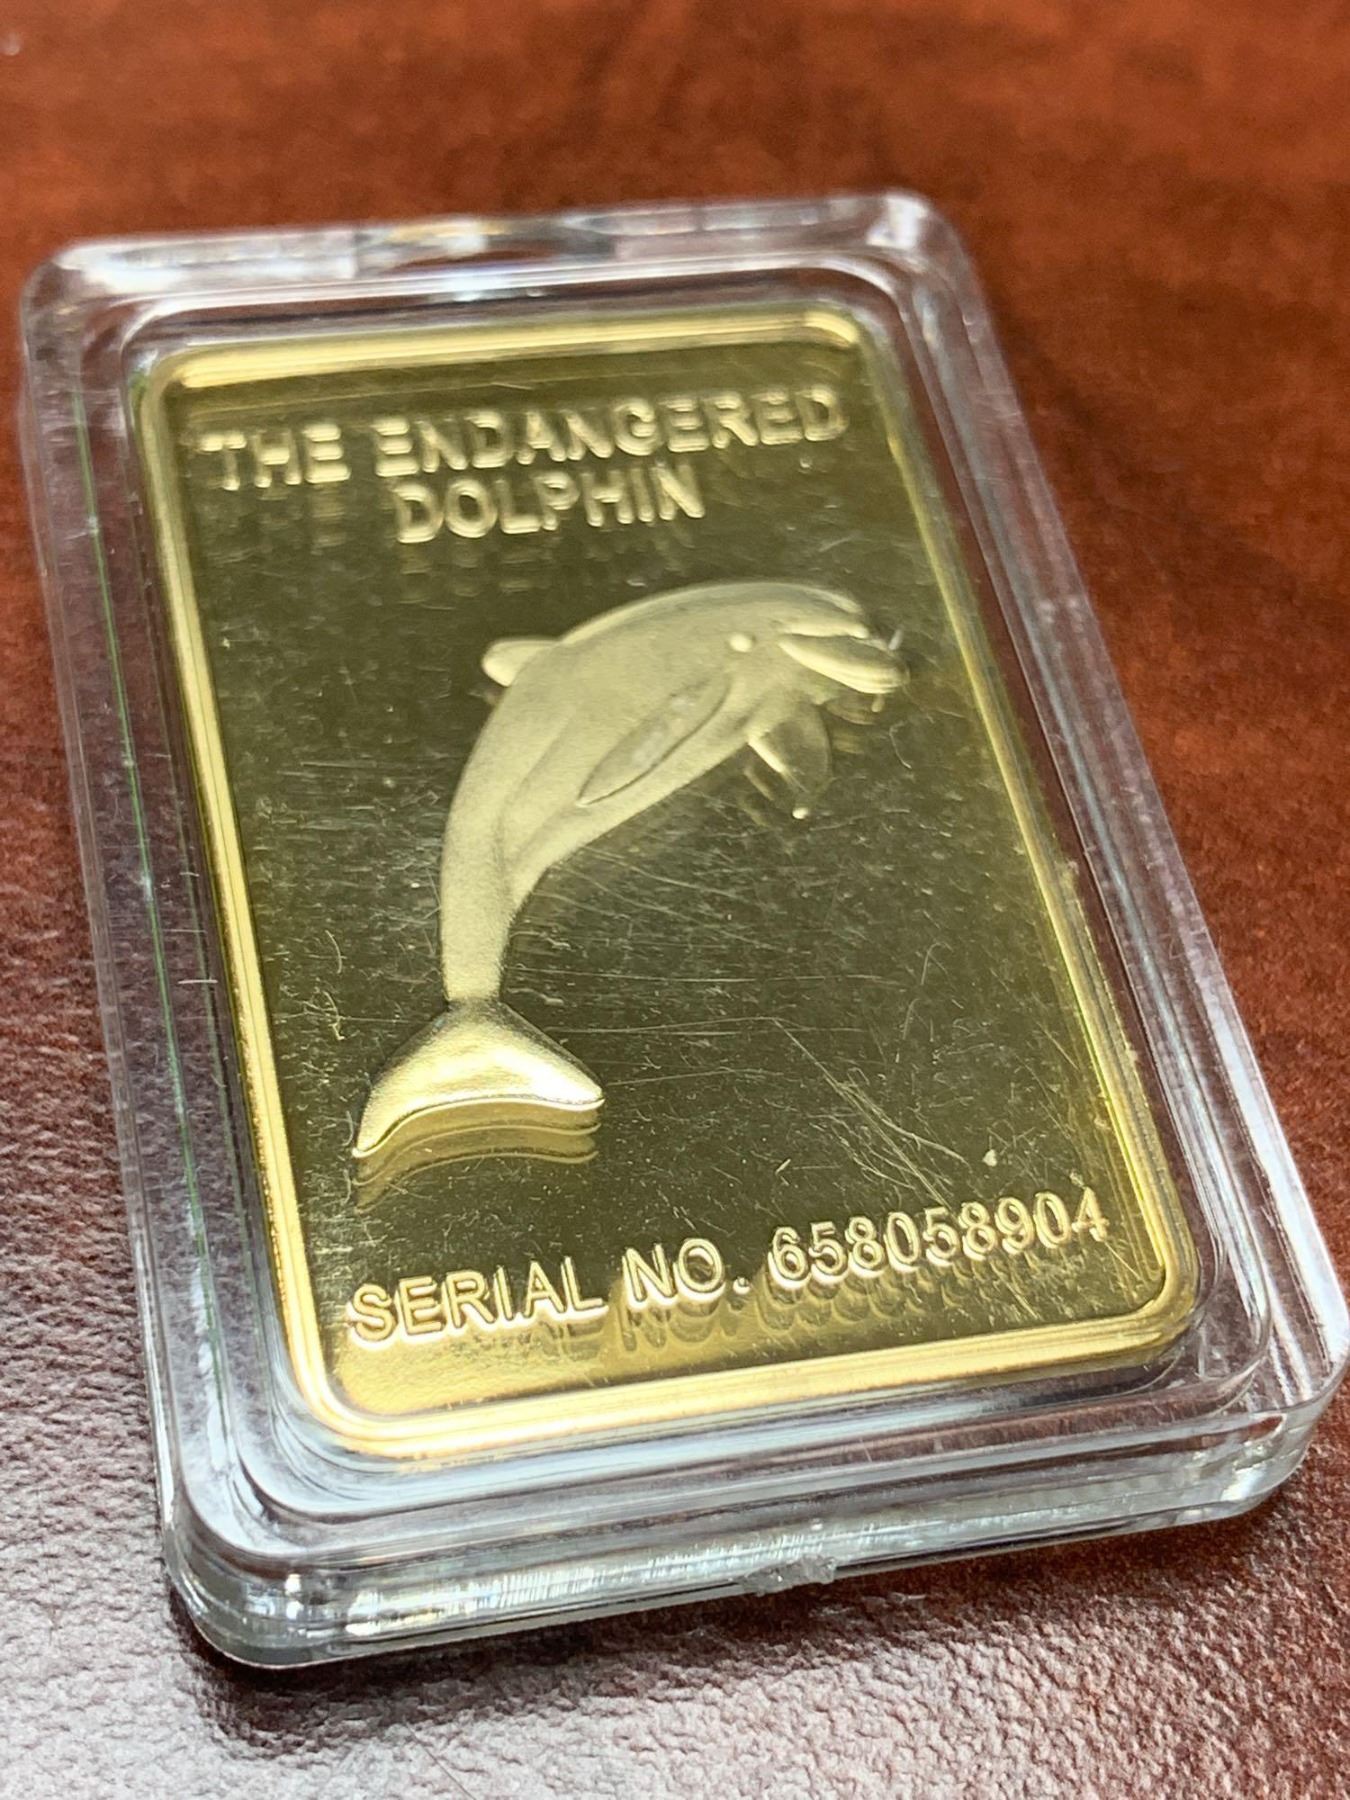 THE ENDANGERED
DOLPHIN
SERIAL NO. 658058904